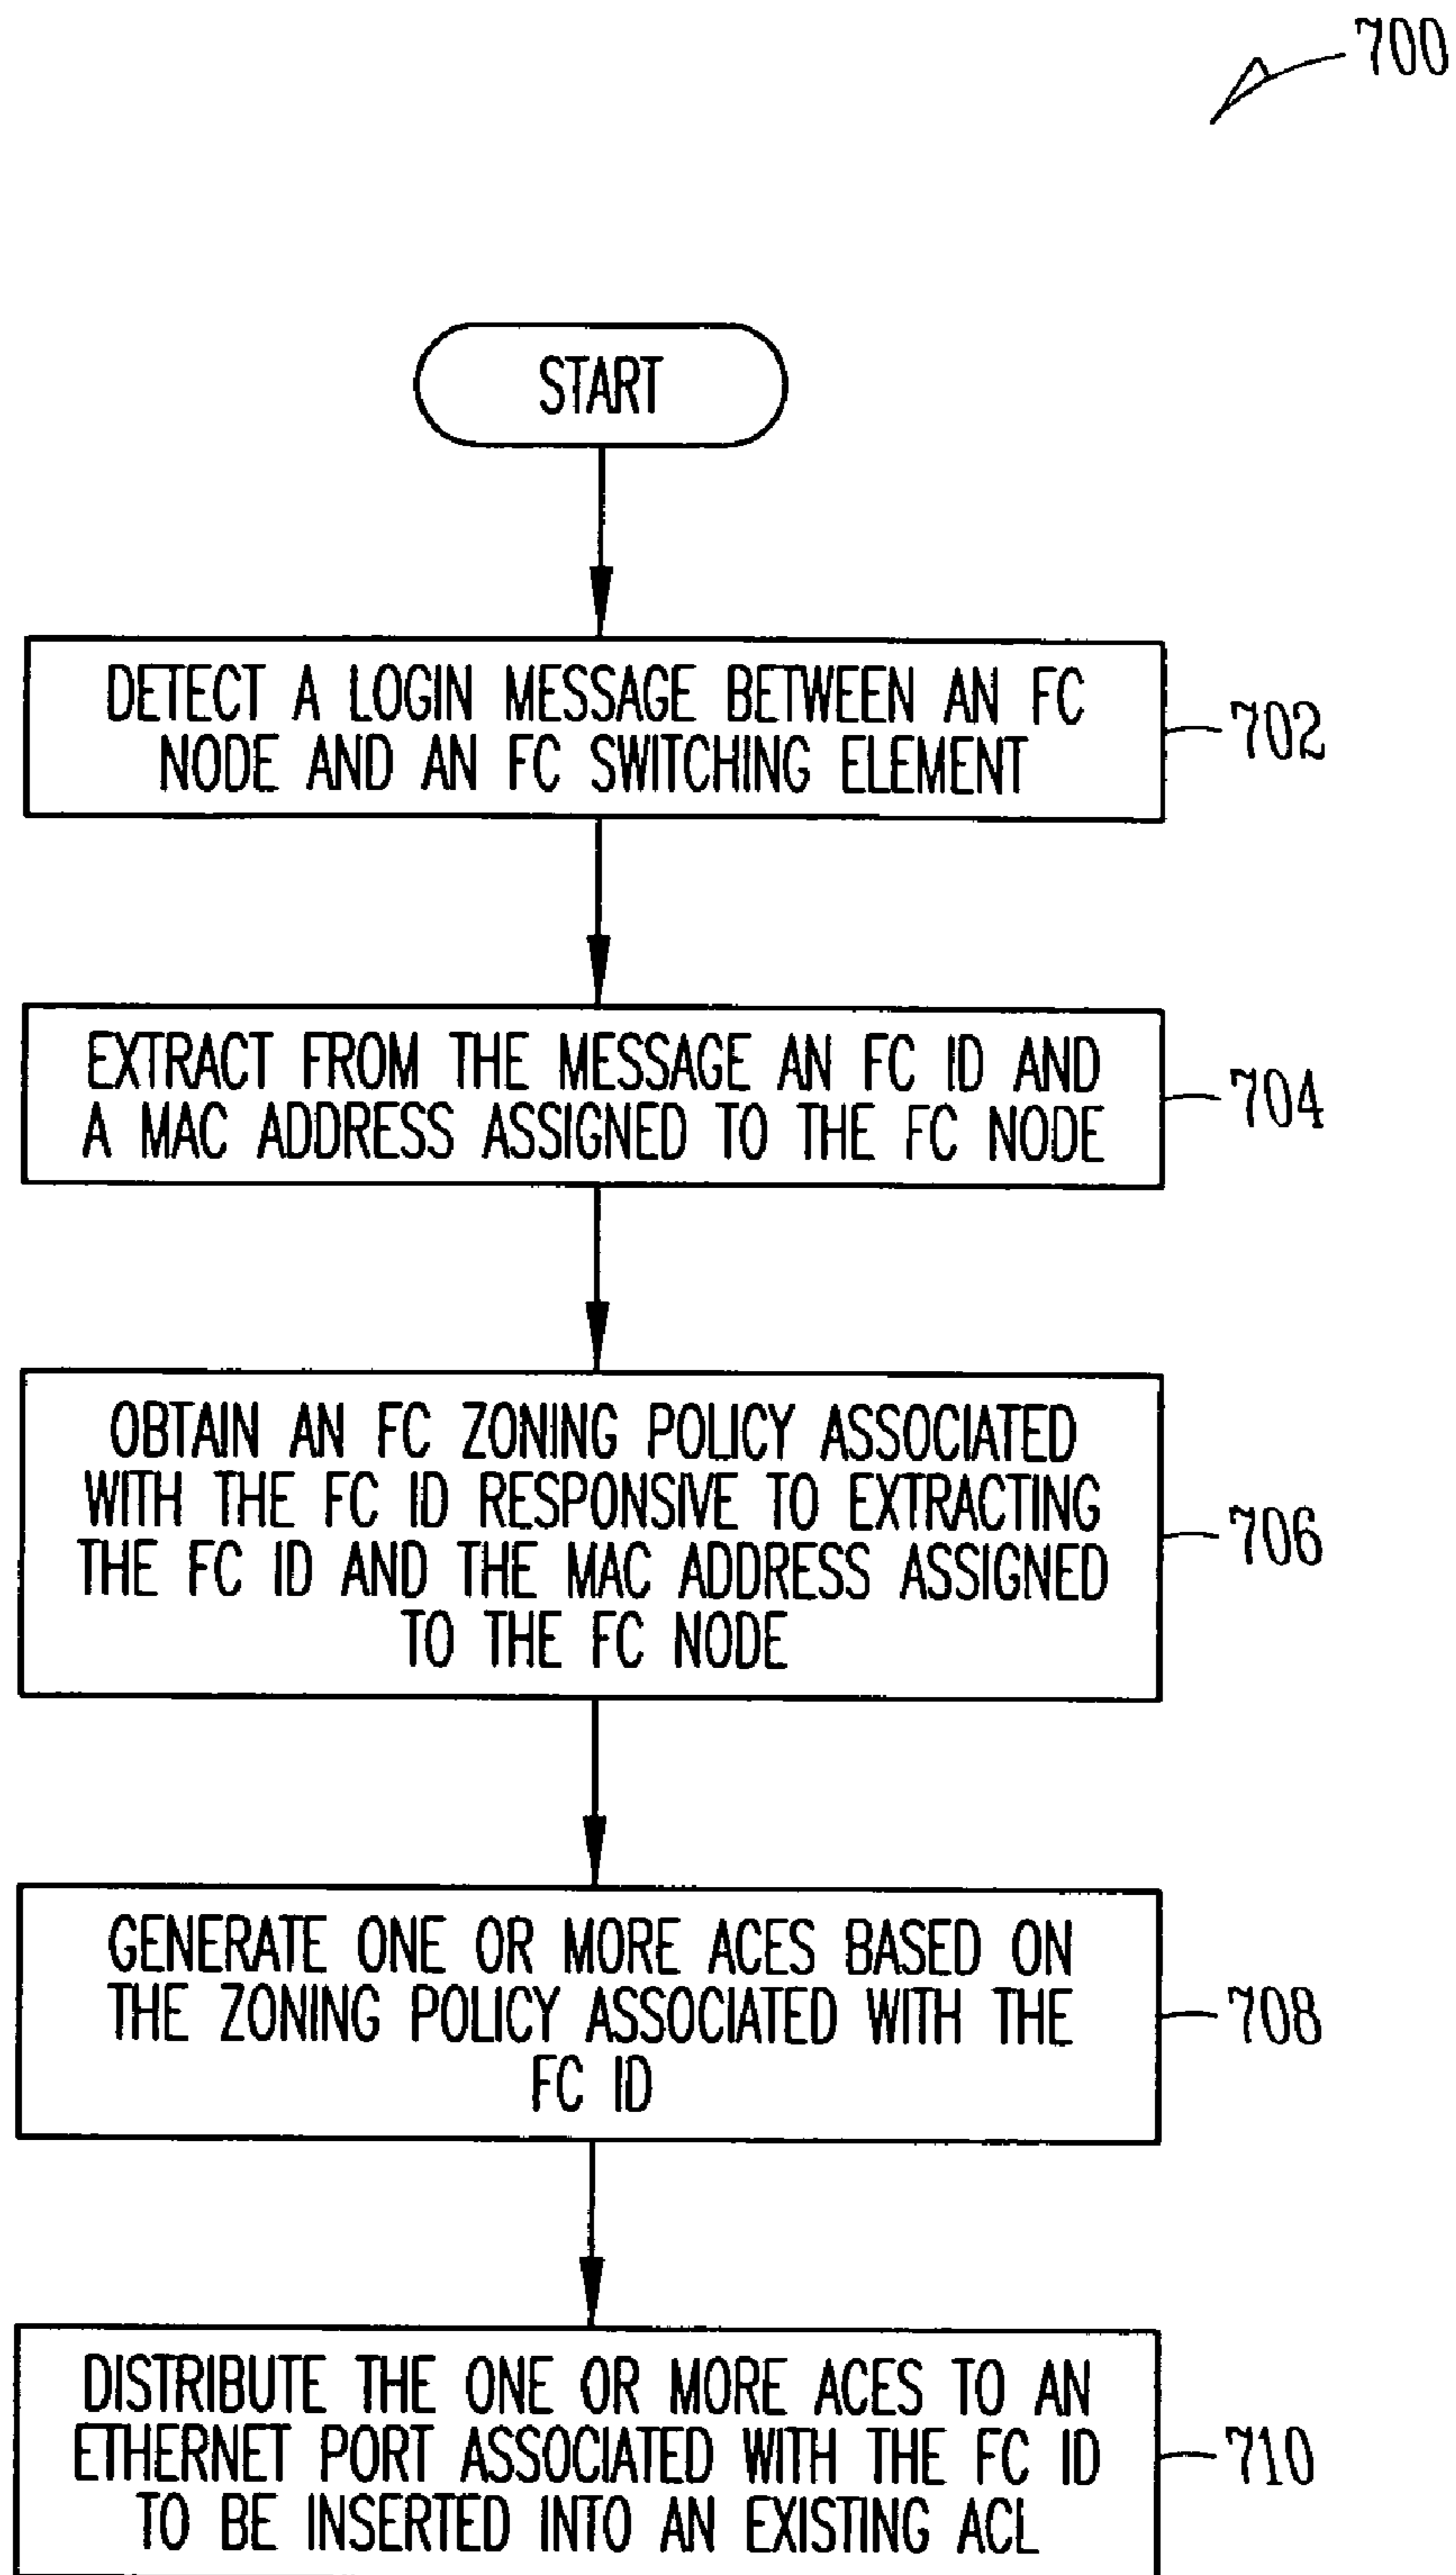 700
START
DETECT A LOGIN MESSAGE BETWEEN AN FC
NODE AND AN FC SWITCHING ELEMENT
702
EXTRACT FROM THE MESSAGE AN FC ID AND
A MAC ADDRESS ASSIGNED TO THE FC NODE
704
OBTAIN AN FC ZONING POLICY ASSOCIATED
WITH THE FC ID RESPONSIVE TO EXTRACTING
THE FC ID AND THE MAC ADDRESS ASSIGNED
TO THE FC NODE
706
GENERATE ONE OR MORE ACES BASED ON
THE ZONING POLICY ASSOCIATED WITH THE
FC ID
708
DISTRIBUTE THE ONE OR MORE ACES TO AN
ETHERNET PORT ASSOCIATED WITH THE FC ID
TO BE INSERTED INTO AN EXISTING ACL
710